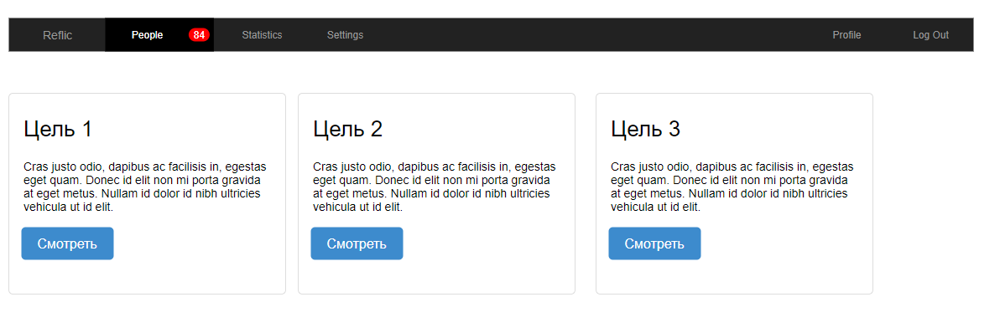 Reflic People 84 Statistics Settings Profile Log Out
Цель 1
Cras justo odio, dapibus ac facilisis in, egestas
eget quam. Donec id elit non mi porta gravida
at eget metus. Nullam id dolor id nibh ultricies
vehicula ut id elit.
Смотреть
Цель 2
Cras justo odio, dapibus ac facilisis in, egestas
eget quam. Donec id elit non mi porta gravida
at eget metus. Nullam id dolor id nibh ultricies
vehicula ut id elit.
Смотреть
Цель 3
Cras justo odio, dapibus ac facilisis in, egestas
eget quam. Donec id elit non mi porta gravida
at eget metus. Nullam id dolor id nibh ultricies
vehicula ut id elit.
Смотреть